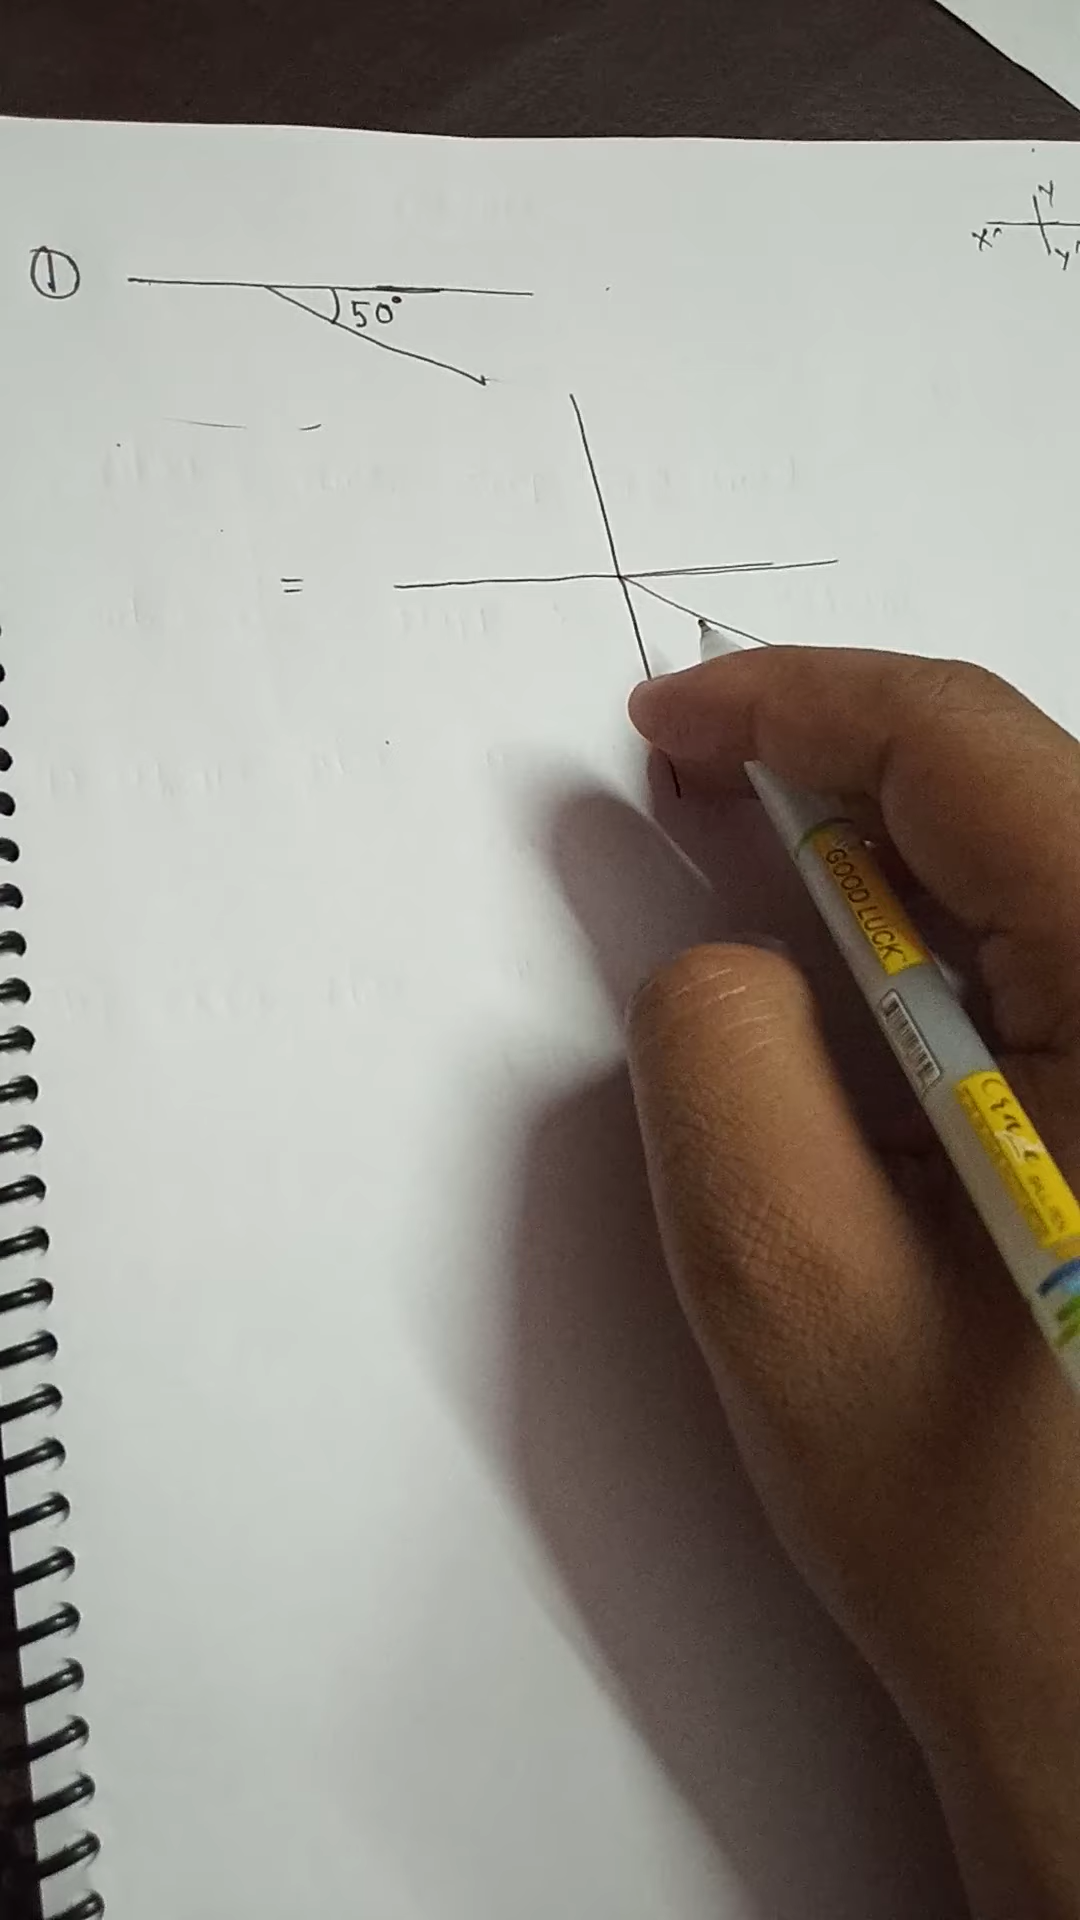 Y
X' Y'
① 50°
=
"GOOD LUCK"